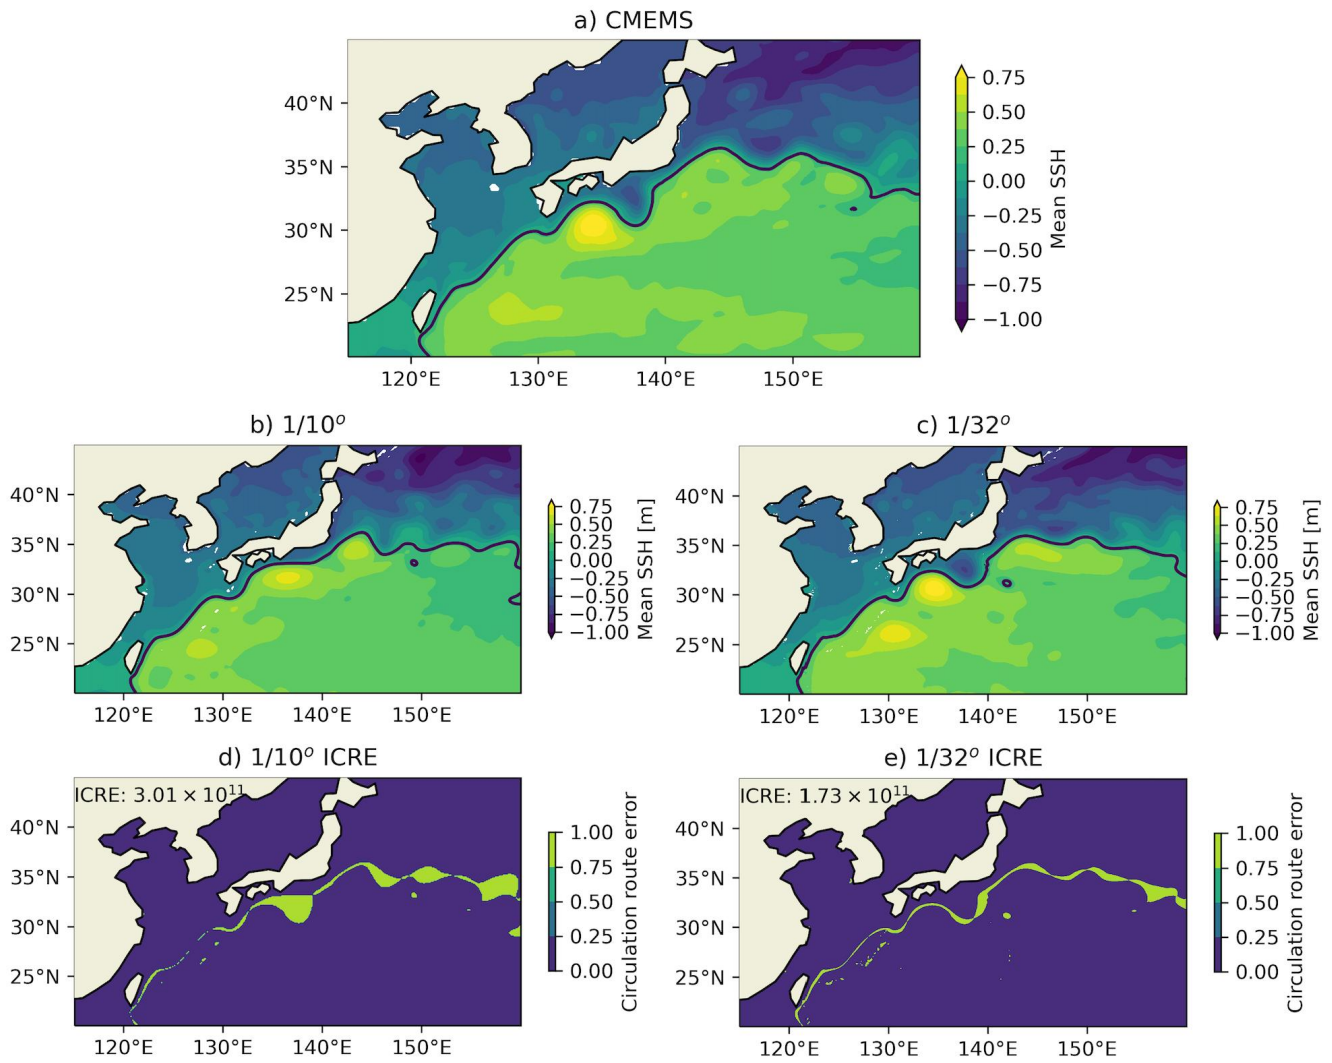 a) CMEMS
40°N
35°N
30°N
25°N
120°E 130°E 140°E 150°E
0.75
0.50
0.25
0.00
−0.25
−0.50
−0.75
−1.00
Mean SSH
b) 1/10º
40°N
35°N
30°N
25°N
120°E 130°E 140°E 150°E
0.75
0.50
0.25
0.00
−0.25
−0.50
−0.75
−1.00
Mean SSH [m]
c) 1/32º
40°N
35°N
30°N
25°N
120°E 130°E 140°E 150°E
0.75
0.50
0.25
0.00
−0.25
−0.50
−0.75
−1.00
Mean SSH [m]
d) 1/10º ICRE
ICRE: 3.01 × 10¹¹
40°N
35°N
30°N
25°N
120°E 130°E 140°E 150°E
1.00
0.75
0.50
0.25
0.00
Circulation route error
e) 1/32º ICRE
ICRE: 1.73 × 10¹¹
40°N
35°N
30°N
25°N
120°E 130°E 140°E 150°E
1.00
0.75
0.50
0.25
0.00
Circulation route error